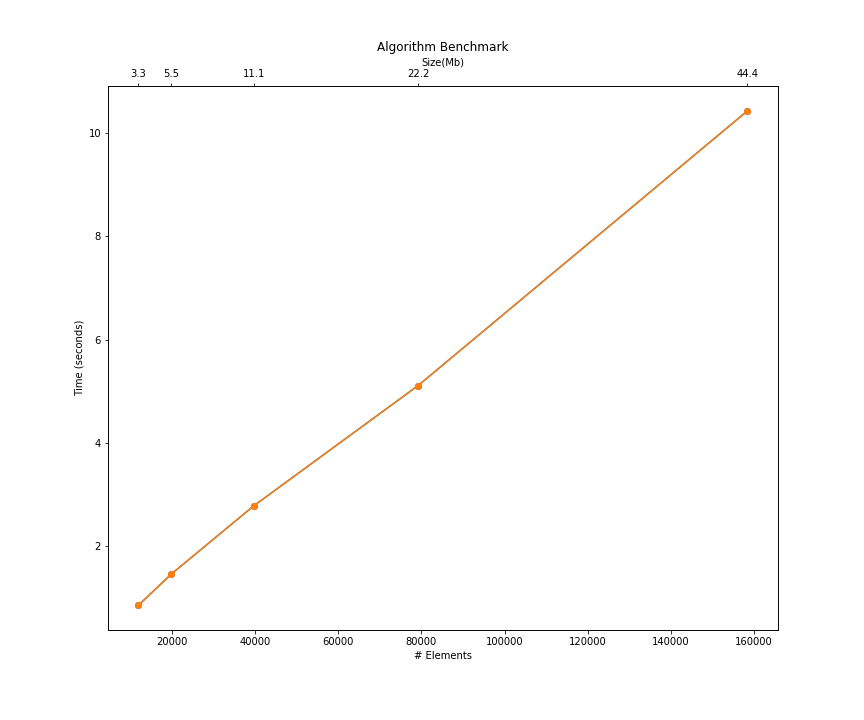 Algorithm Benchmark
Size(Mb)
3.3 5.5 11.1 22.2 44.4
10
8
6
4
2
Time (seconds)
20000 40000 60000 80000 100000 120000 140000 160000
# Elements